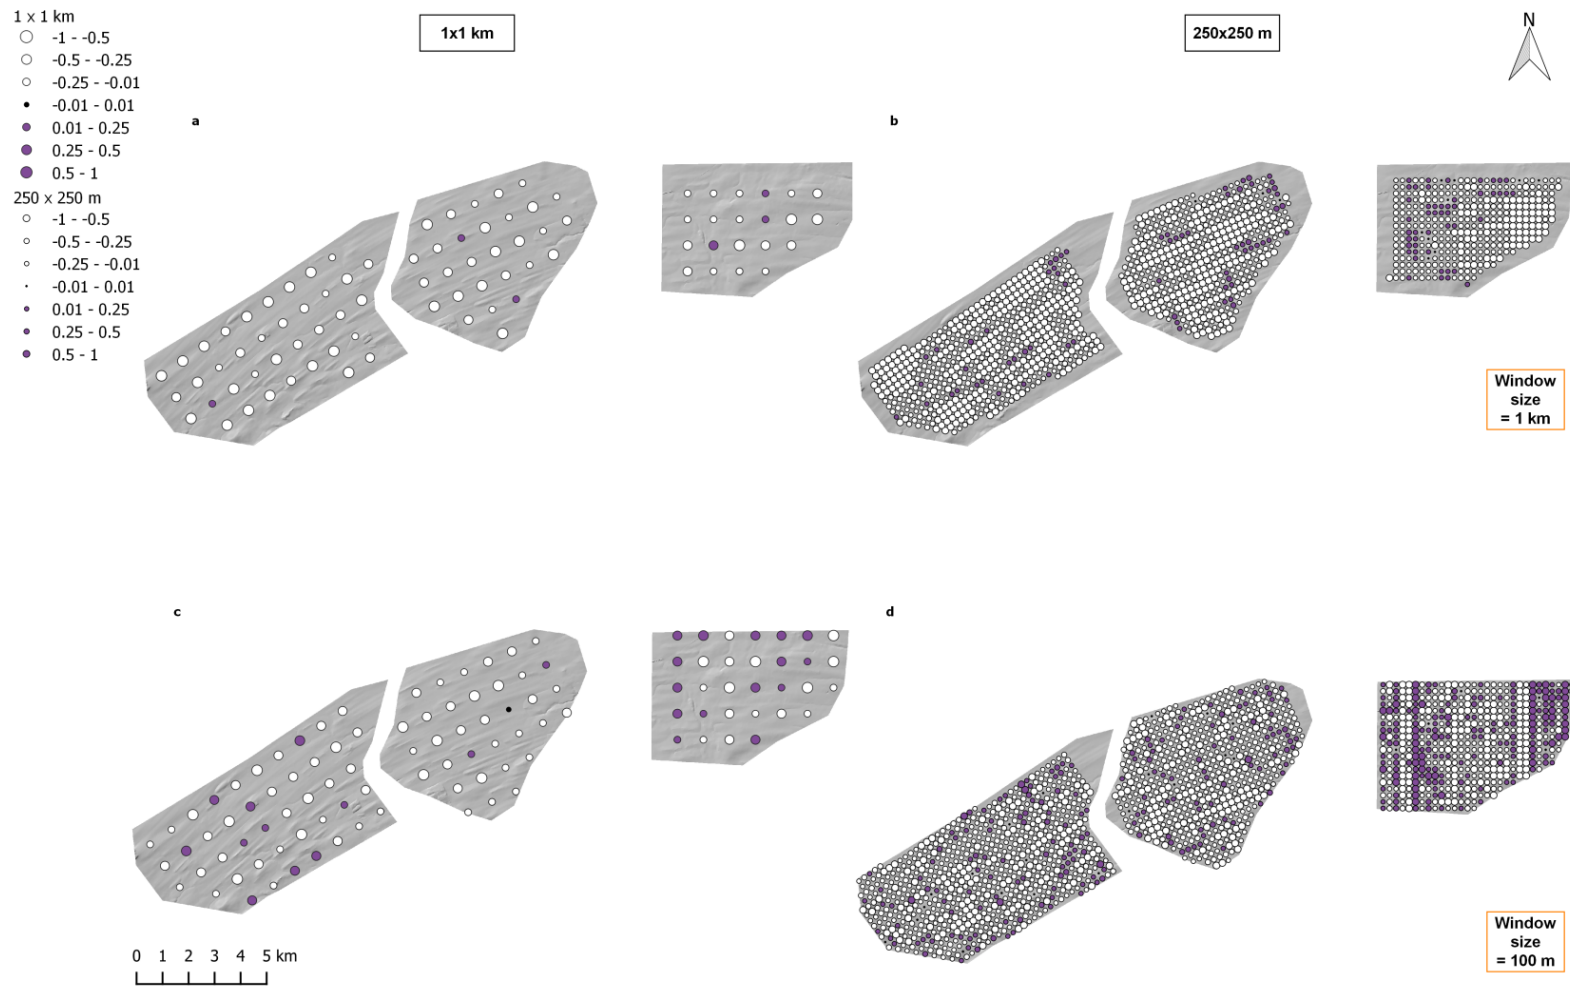 1 x 1 km
-1 - -0.5
-0.5 - -0.25
-0.25 - -0.01
-0.01 - 0.01
0.01 - 0.25
0.25 - 0.5
0.5 - 1
250 x 250 m
-1 - -0.5
-0.5 - -0.25
-0.25 - -0.01
-0.01 - 0.01
0.01 - 0.25
0.25 - 0.5
0.5 - 1
1x1 km
250x250 m
N
a
b
Window
size
= 1 km
c
d
Window
size
= 100 m
0 1 2 3 4 5 km